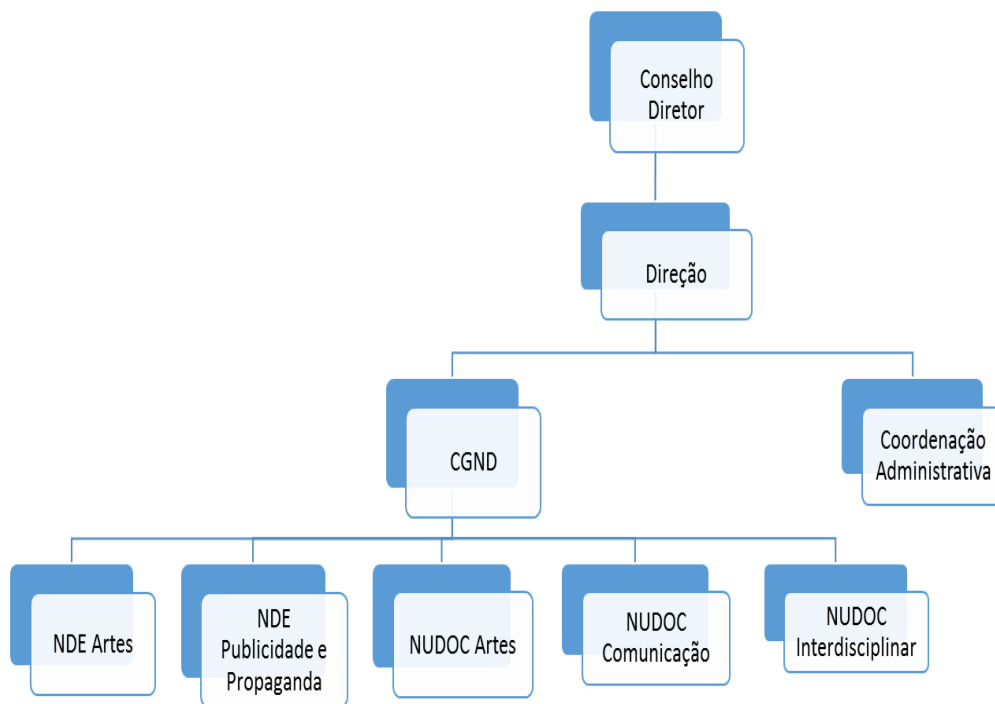 Conselho
Diretor
Direção
CGND
Coordenação
Administrativa
NDE Artes
NDE
Publicidade e
Propaganda
NUDOC Artes
NUDOC
Comunicação
NUDOC
Interdisciplinar